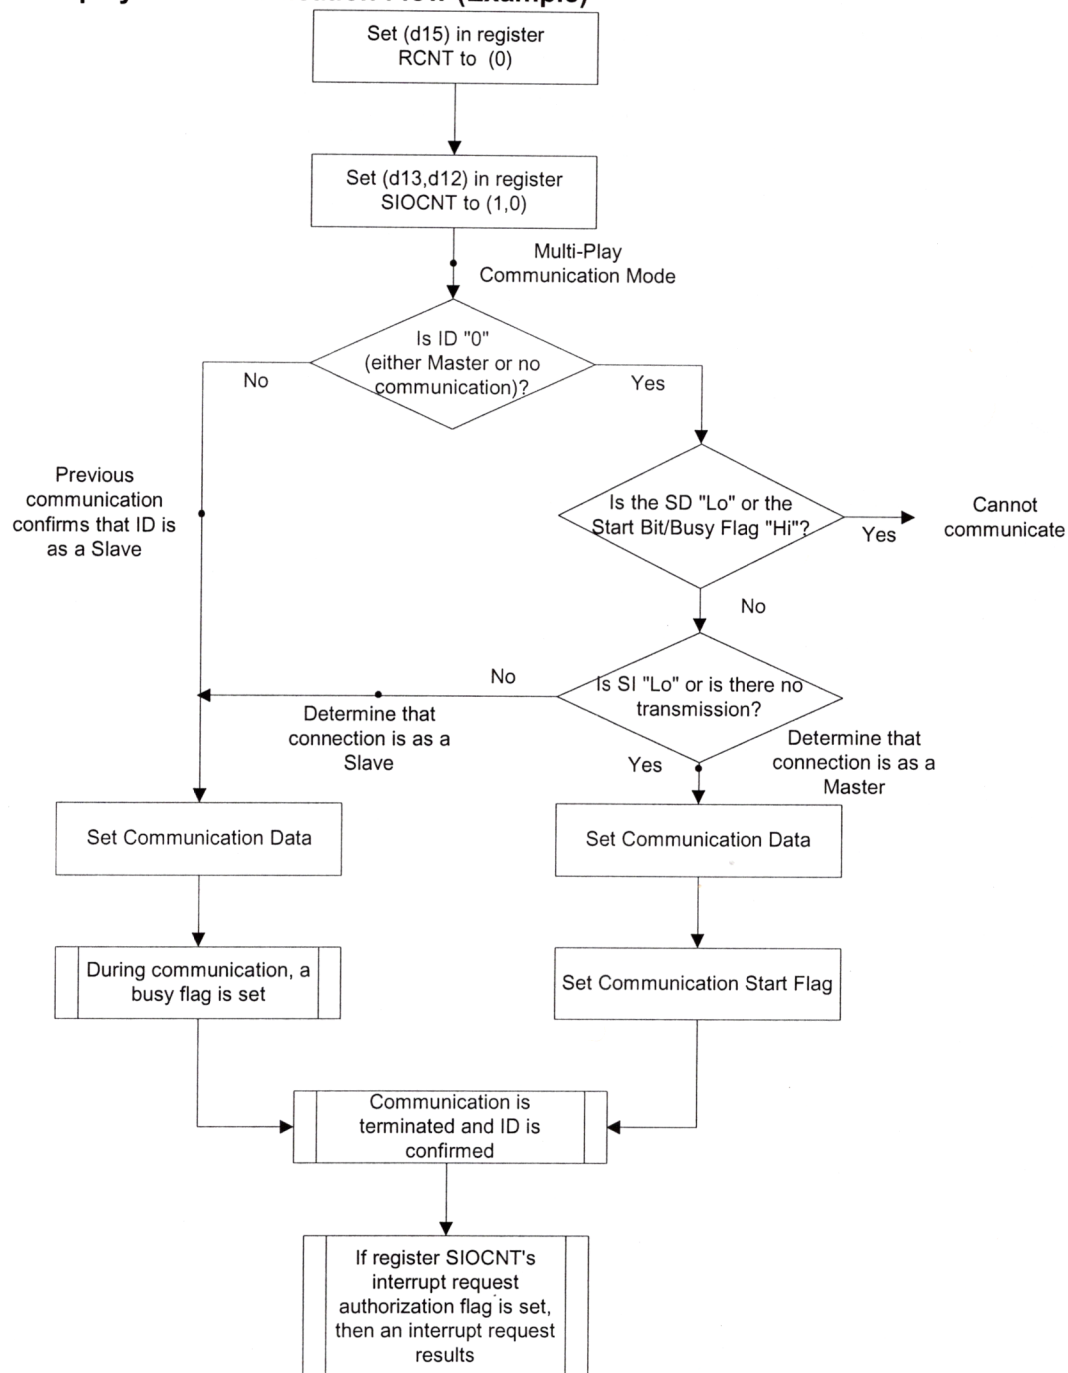 (Example)
Set (d15) in register
RCNT to (0)
Set (d13,d12) in register
SIOCNT to (1,0)
Multi-Play
Communication Mode
Is ID "0"
(either Master or no
communication)?
No
Yes
Previous
communication
confirms that ID is
as a Slave
Is the SD "Lo" or the
Start Bit/Busy Flag "Hi"?
Yes
Cannot
communicate
No
Is SI "Lo" or is there no
transmission?
No
Determine that
connection is as a
Slave
Yes
Determine that
connection is as a
Master
Set Communication Data
Set Communication Data
During communication, a
busy flag is set
Set Communication Start Flag
Communication is
terminated and ID is
confirmed
If register SIOCNT's
interrupt request
authorization flag is set,
then an interrupt request
results